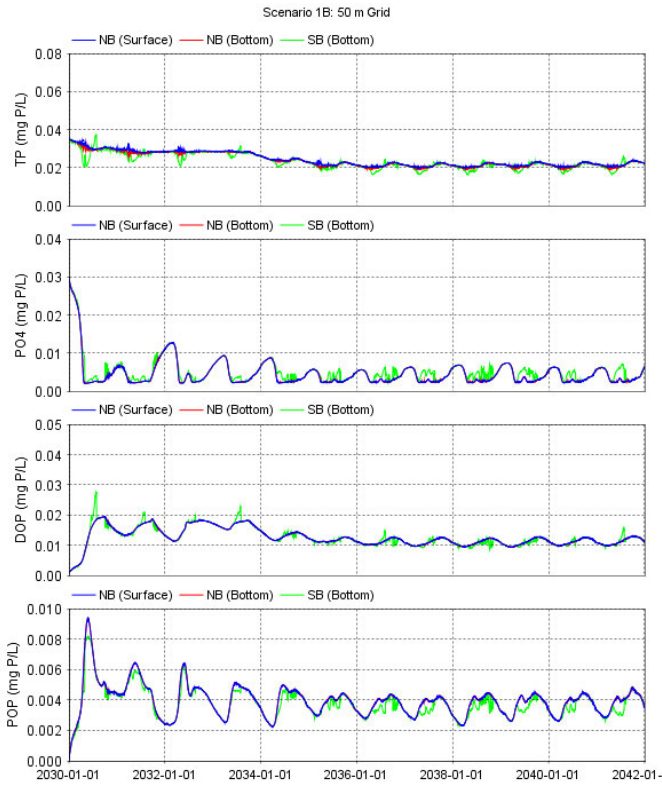 Scenario 1B: 50 m Grid
NB (Surface) NB (Bottom) SB (Bottom)
0.08
0.06
0.04
0.02
0.00
TP (mg P/L)
NB (Surface) NB (Bottom) SB (Bottom)
0.04
0.03
0.02
0.01
0.00
PO4 (mg P/L)
NB (Surface) NB (Bottom) SB (Bottom)
0.05
0.04
0.03
0.02
0.01
0.00
DOP (mg P/L)
NB (Surface) NB (Bottom) SB (Bottom)
0.010
0.008
0.006
0.004
0.002
0.000
POP (mg P/L)
2030-01-01 2032-01-01 2034-01-01 2036-01-01 2038-01-01 2040-01-01 2042-01-